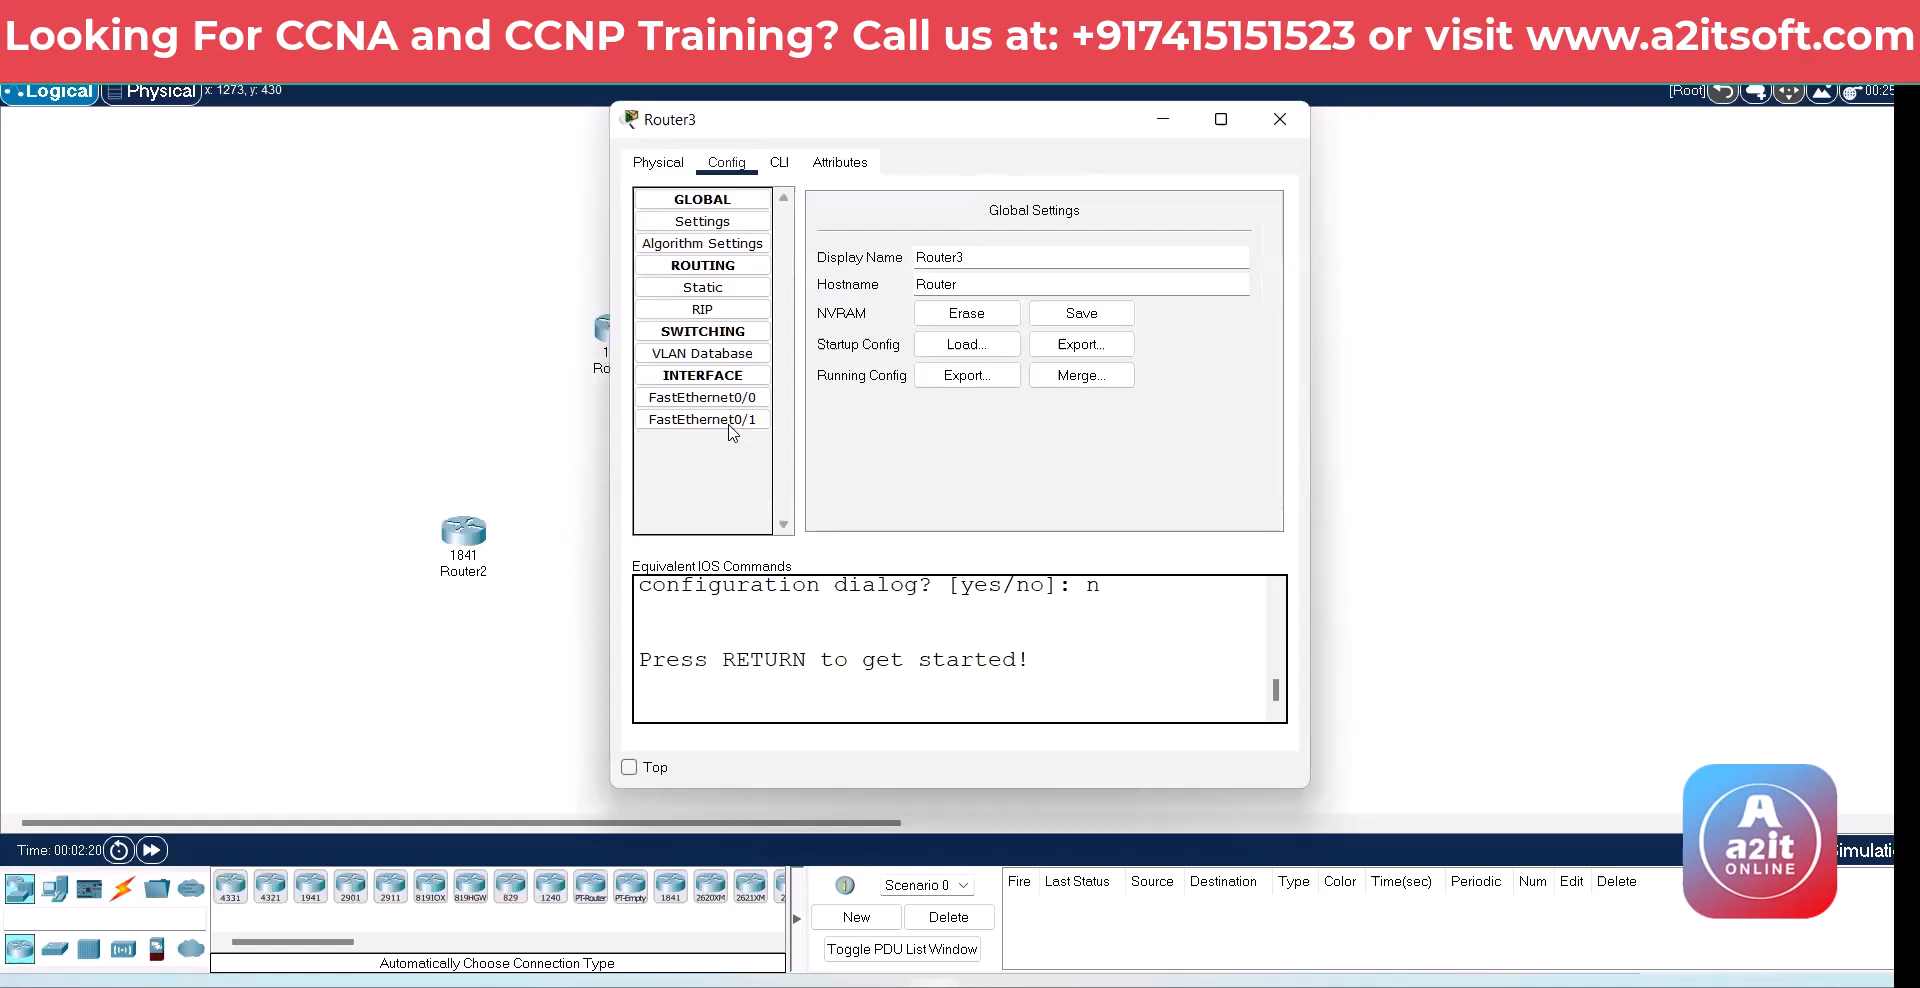 Looking For CCNA and CCNP Training? Call us at: +917415151523 or visit www.a2itsoft.com
Logical Physical x: 1273, y: 430
[Root]
Router3
Physical Config CLI Attributes
GLOBAL
Settings
Algorithm Settings
ROUTING
Static
RIP
SWITCHING
VLAN Database
INTERFACE
FastEthernet0/0
FastEthernet0/1
Global Settings
Display Name Router3
Hostname Router
NVRAM Erase Save
Startup Config Load... Export...
Running Config Export... Merge...
1841
Router2
Equivalent IOS Commands
configuration dialog? [yes/no]: n
Press RETURN to get started!
Top
Time: 00:02:20
4331 4321 1941 2901 2911 819IOX 819HGW 829 1240 PT-Router PT-Empty 1841 2620XM 2621XM
Automatically Choose Connection Type
Scenario 0
New Delete
Toggle PDU List Window
Fire Last Status Source Destination Type Color Time(sec) Periodic Num Edit Delete
A
a2it
ONLINE